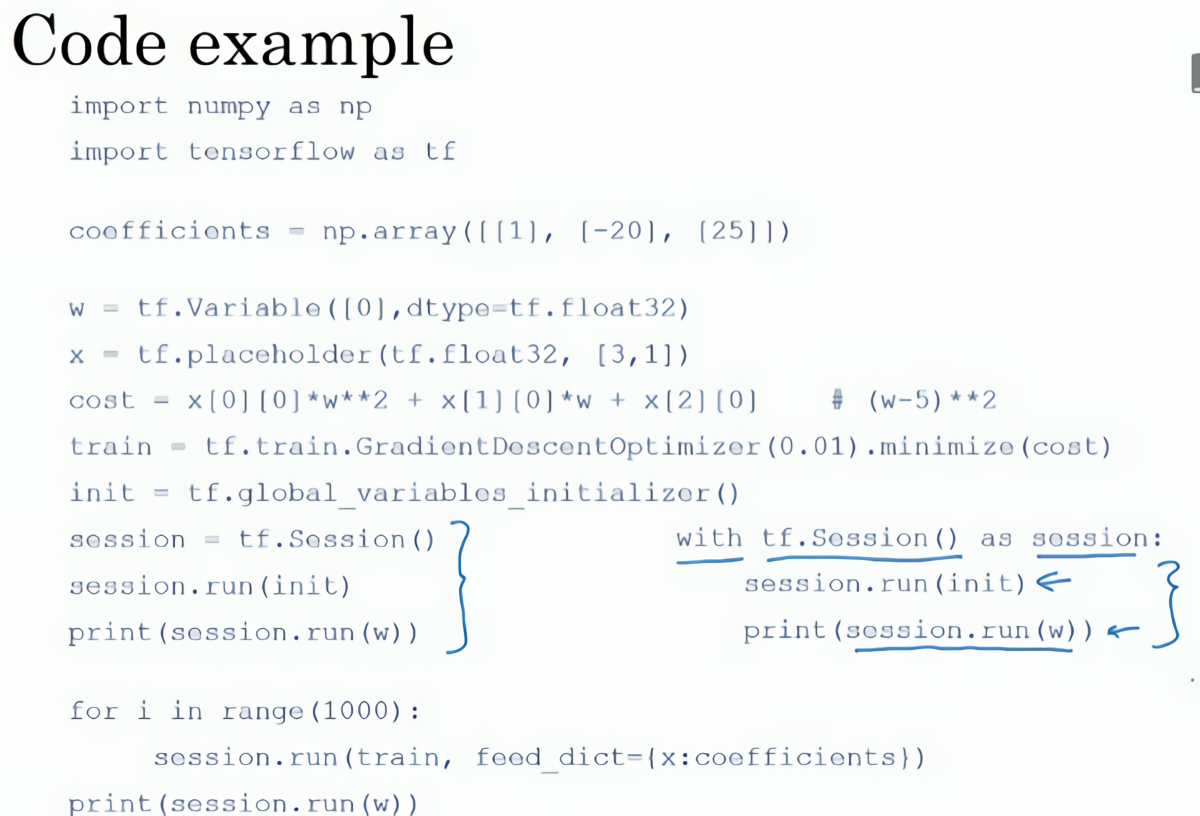 Code example
import numpy as np
import tensorflow as tf
coefficients = np.array([[1], [-20], [25]])
w = tf.Variable([0],dtype=tf.float32)
x = tf.placeholder(tf.float32, [3,1])
cost = x[0][0]*w**2 + x[1][0]*w + x[2][0] # (w-5)**2
train = tf.train.GradientDescentOptimizer(0.01).minimize(cost)
init = tf.global_variables_initializer()
session = tf.Session()
session.run(init)
print(session.run(w))
with tf.Session() as session:
session.run(init)
print(session.run(w))
for i in range(1000):
session.run(train, feed_dict={x:coefficients})
print(session.run(w))